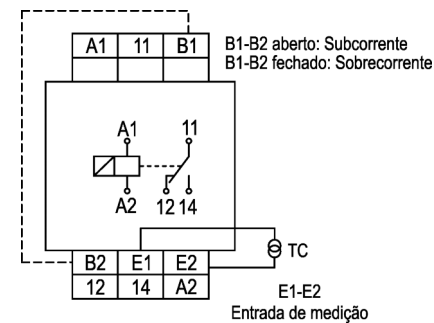 A1 11 B1
B1-B2 aberto: Subcorrente
B1-B2 fechado: Sobrecorrente
A1 11
A2 12 14
TC
B2 E1 E2
12 14 A2
E1-E2
Entrada de medição